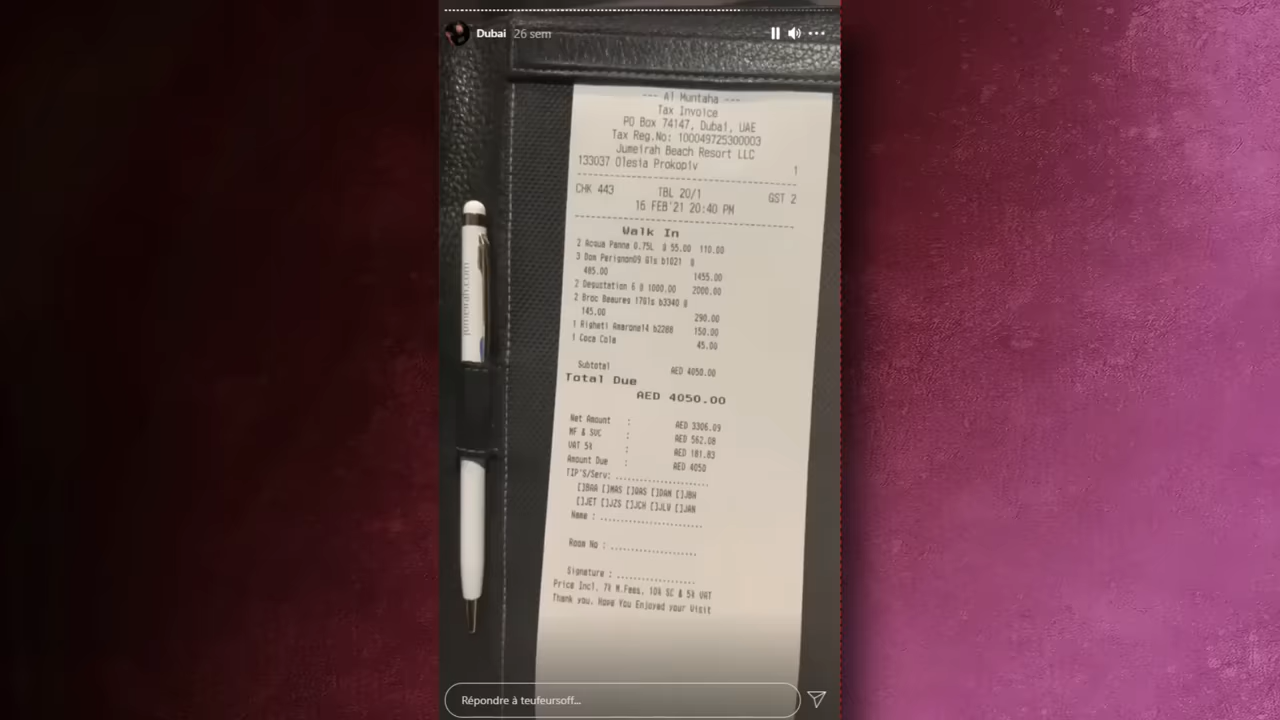 Dubai 26 sem
--- Al Muntaha ---
Tax Invoice
PO Box 74147, Dubai, UAE
Tax Reg.No: 100049725300003
Jumeirah Beach Resort LLC
133037 Olesia Prokopiv 1
CHK 443 TBL 20/1 GST 2
16 FEB'21 20:40 PM
Walk In
2 Acqua Panna 0.75L @ 55.00 110.00
3 Dom Perignon09 Gls b1021 @
485.00 1455.00
2 Degustation 6 @ 1000.00 2000.00
2 Broc Beaures 17Gls b3340 @
145.00 290.00
1 Righeti Amarone14 b2288 150.00
1 Coca Cola 45.00
Subtotal AED 4050.00
Total Due
AED 4050.00
Net Amount : AED 3306.09
MF & SVC : AED 562.08
VAT 5% : AED 181.83
Amount Due : AED 4050
TIP'S/Serv: ......................
[]BAA []MAS []DAS []DAN []JBH
[]JET []JZS []JCH []JLV []JAN
Name : ......................
Room No : ...................
Signature : .................
Price Incl. 7% M.Fees, 10% SC & 5% VAT
Thank you, Hope You Enjoyed your Visit
jumeirah.com
Répondre à teufeursoff...